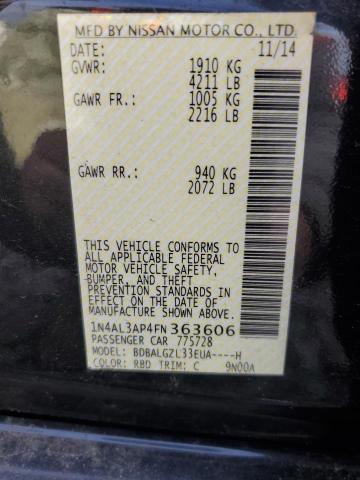 MFD BY NISSAN MOTOR CO., LTD.
DATE: 11/14
GVWR: 1910 KG
4211 LB
GAWR FR.: 1005 KG
2216 LB
GAWR RR.: 940 KG
2072 LB
THIS VEHICLE CONFORMS TO
ALL APPLICABLE FEDERAL
MOTOR VEHICLE SAFETY,
BUMPER, AND THEFT
PREVENTION STANDARDS IN
EFFECT ON THE DATE OF
MANUFACTURE SHOWN ABOVE.
1N4AL3AP4FN363606
PASSENGER CAR 775728
MODEL: BDBALGZL33EUA----H
COLOR: RBD TRIM: C 9N00A